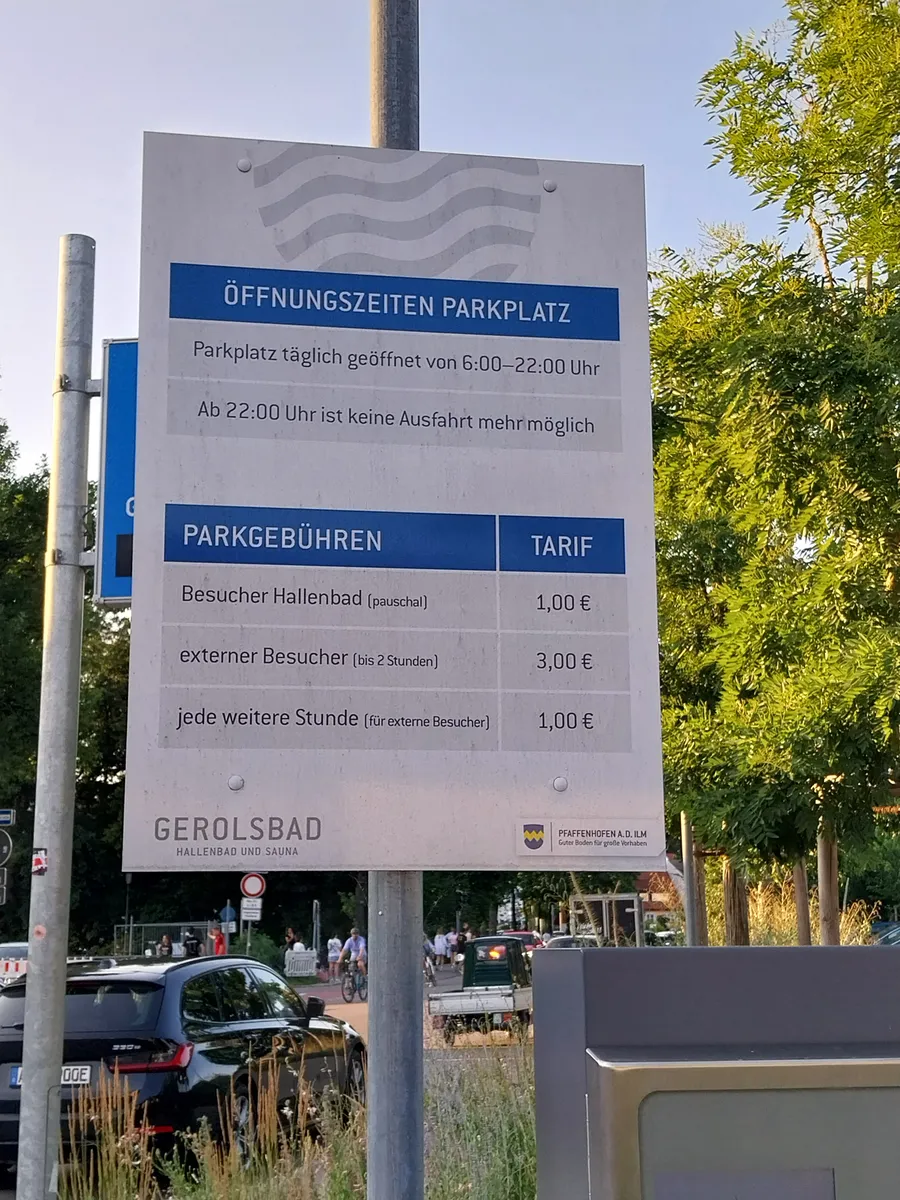 ÖFFNUNGSZEITEN PARKPLATZ
Parkplatz täglich geöffnet von 6:00–22:00 Uhr
Ab 22:00 Uhr ist keine Ausfahrt mehr möglich
PARKGEBÜHREN TARIF
Besucher Hallenbad (pauschal) 1,00 €
externer Besucher (bis 2 Stunden) 3,00 €
jede weitere Stunde (für externe Besucher) 1,00 €
GEROLSBAD
HALLENBAD UND SAUNA
PFAFFENHOFEN A.D. ILM
Guter Boden für große Vorhaben